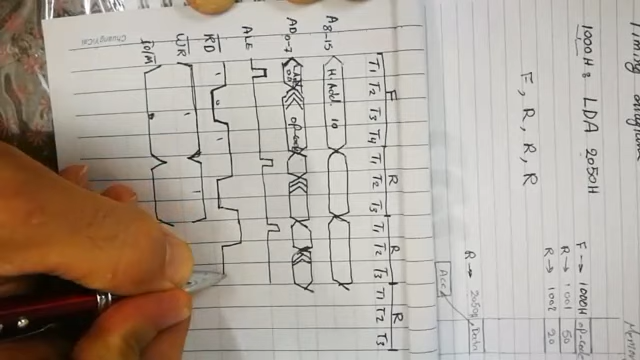 Timing diagram
1000H : LDA 2050H
F, R, R, R
F → 1000H op-code
R → 1001 50
R → 1002 20
R → 2050H
Acc
F R R R
T1 T2 T3 T4 T1 T2 T3 T1 T2 T3 T1 T2 T3
A8-15 H Add. 10
AD0-7 op-code
ALE
RD
WR
IO/M